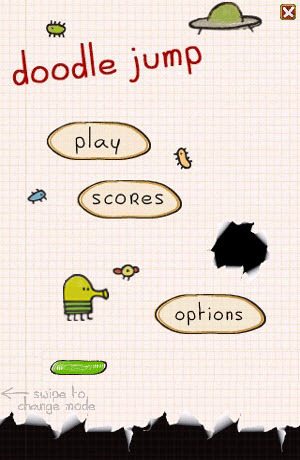 doodle jump
play
scores
options
swipe to
change mode